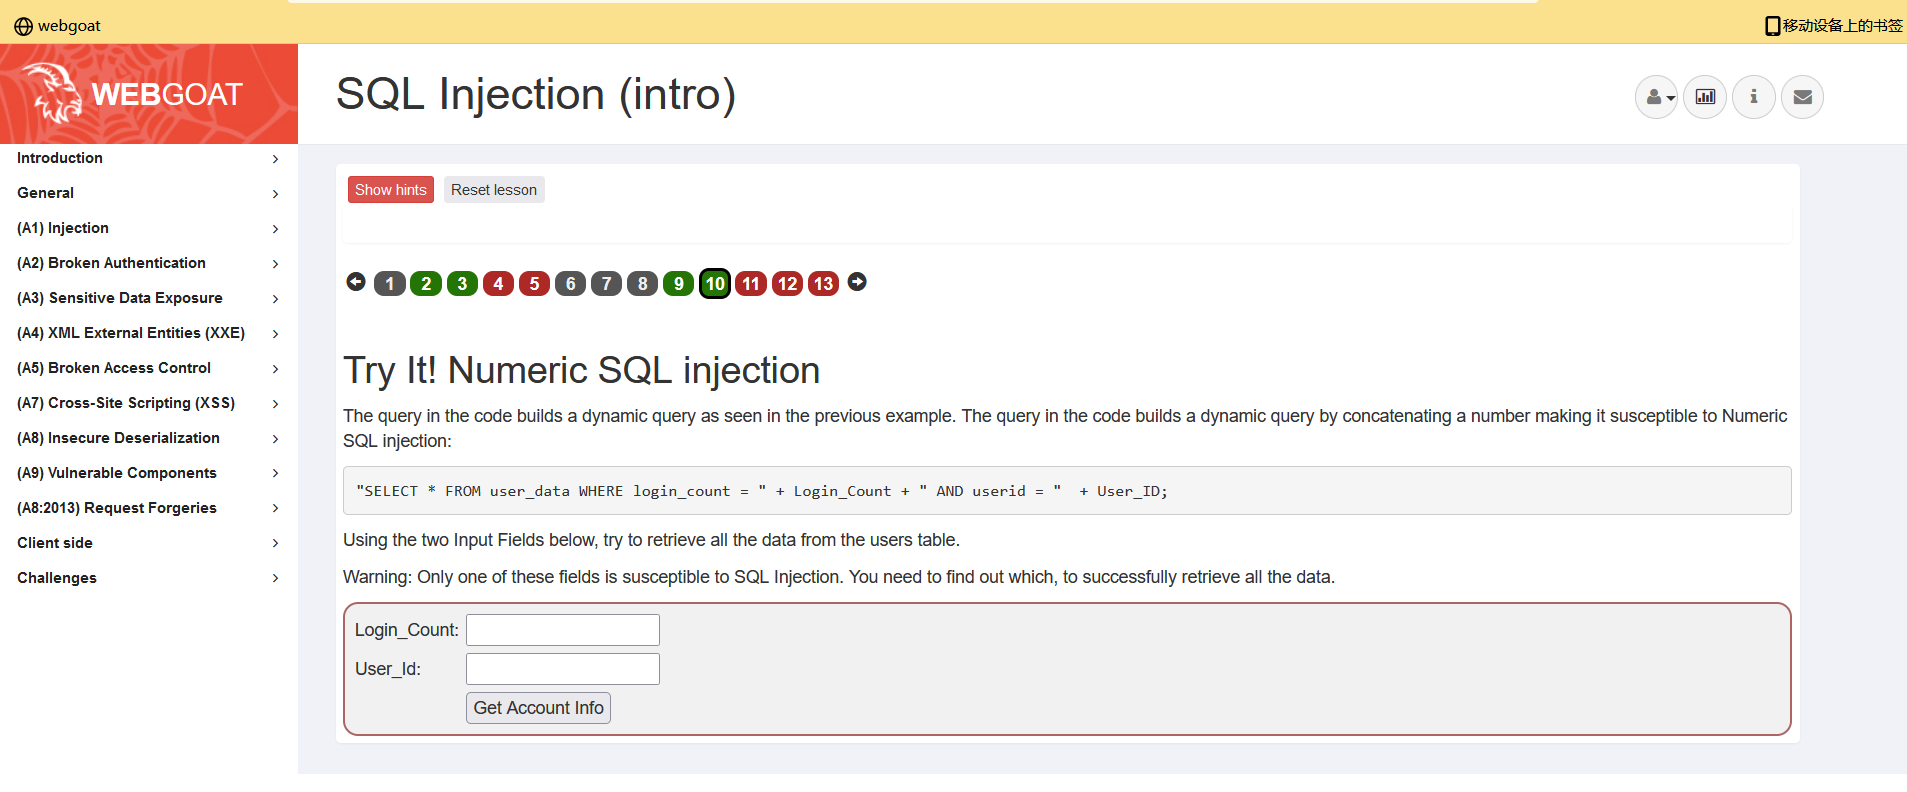 webgoat
移动设备上的书签
WEBGOAT
SQL Injection (intro)
Introduction
General
(A1) Injection
(A2) Broken Authentication
(A3) Sensitive Data Exposure
(A4) XML External Entities (XXE)
(A5) Broken Access Control
(A7) Cross-Site Scripting (XSS)
(A8) Insecure Deserialization
(A9) Vulnerable Components
(A8:2013) Request Forgeries
Client side
Challenges
Show hints
Reset lesson
1 2 3 4 5 6 7 8 9 10 11 12 13
Try It! Numeric SQL injection
The query in the code builds a dynamic query as seen in the previous example. The query in the code builds a dynamic query by concatenating a number making it susceptible to Numeric
SQL injection:
"SELECT * FROM user_data WHERE login_count = " + Login_Count + " AND userid = "  + User_ID;
Using the two Input Fields below, try to retrieve all the data from the users table.
Warning: Only one of these fields is susceptible to SQL Injection. You need to find out which, to successfully retrieve all the data.
Login_Count:
User_Id:
Get Account Info